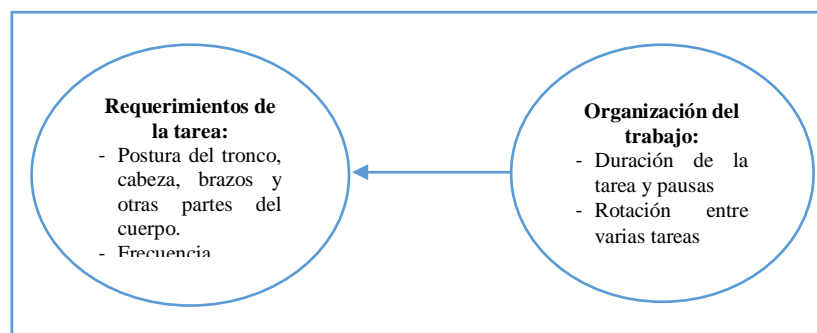 Requerimientos de
la tarea:
- Postura del tronco,
cabeza, brazos y
otras partes del
cuerpo.
- Frecuencia
Organización del
trabajo:
- Duración de la
tarea y pausas
- Rotación entre
varias tareas